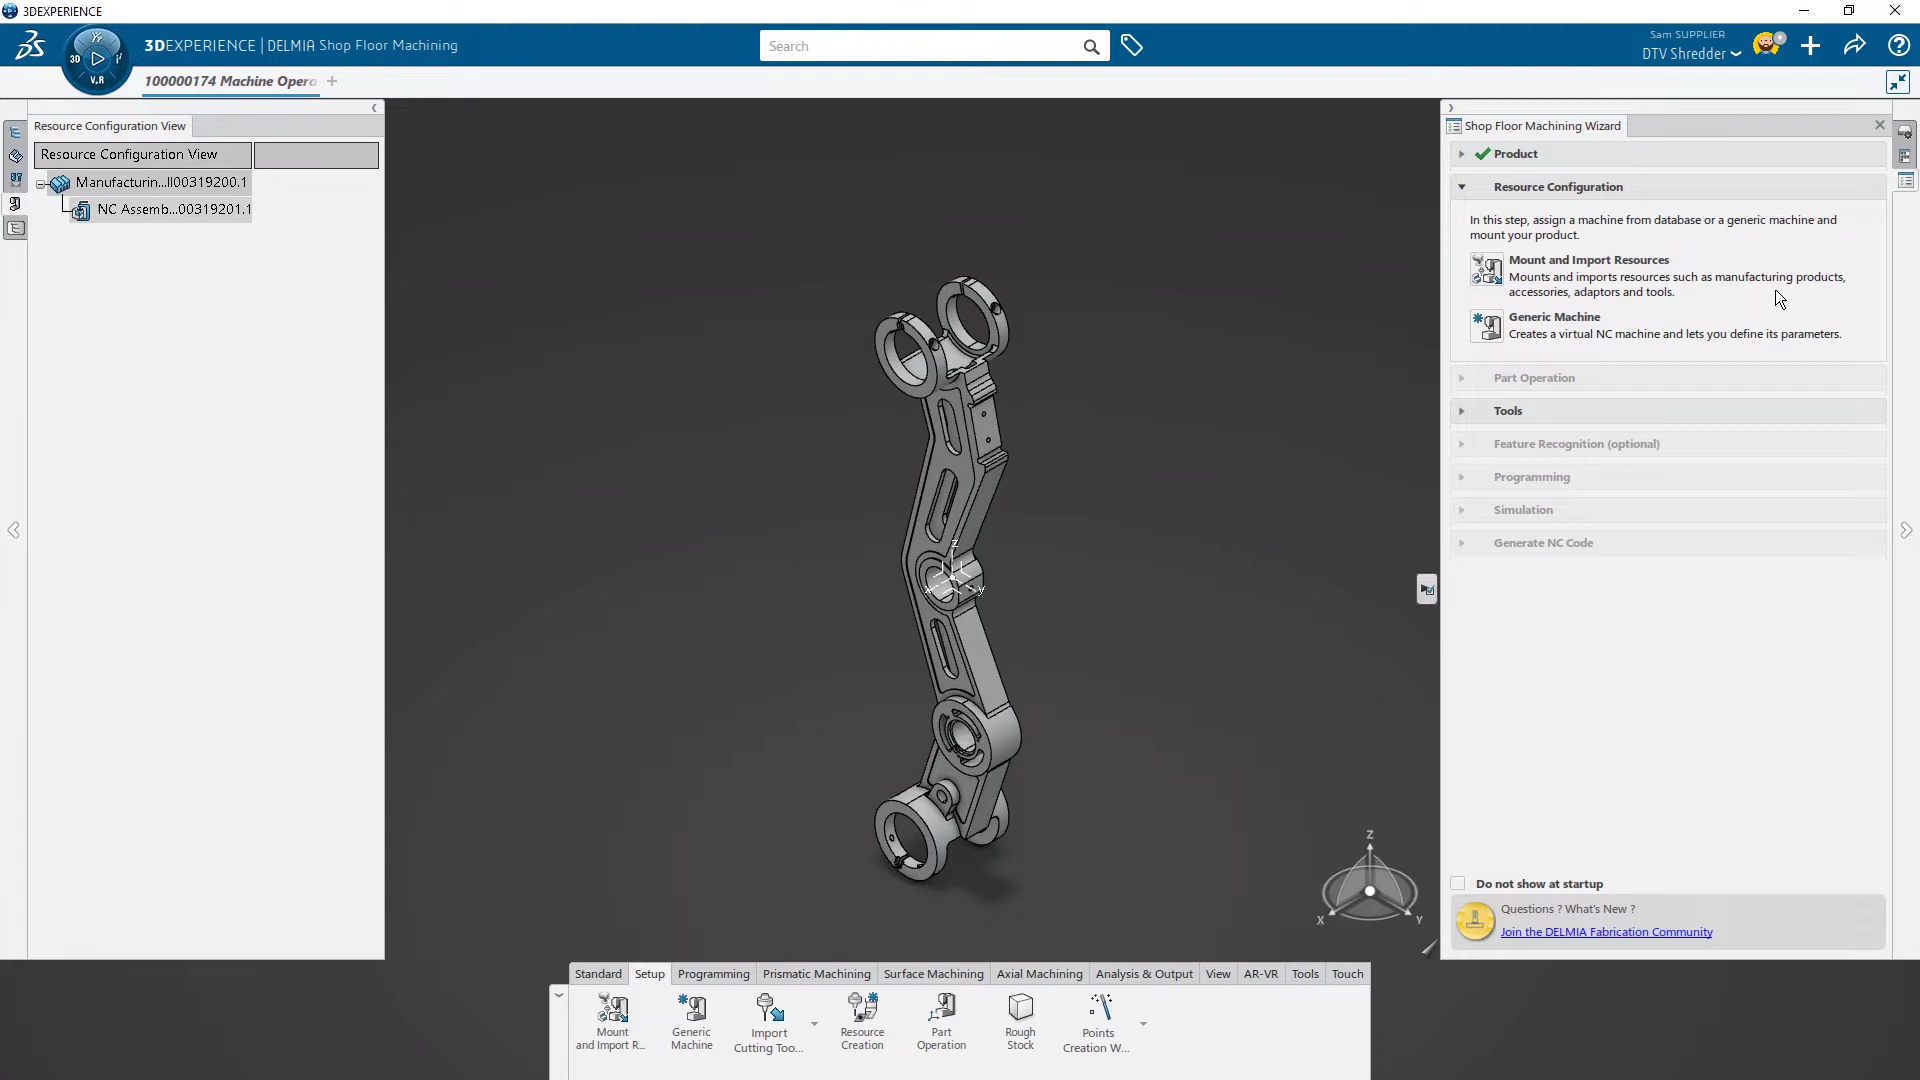 3DEXPERIENCE
3DEXPERIENCE | DELMIA Shop Floor Machining
Search
Sam SUPPLIER
DTV Shredder
3D
V.R
100000174 Machine Opera
Resource Configuration View
Resource Configuration View
Manufacturin...ll00319200.1
NC Assemb...00319201.1
z
x
y
Z
X
Y
Shop Floor Machining Wizard
Product
Resource Configuration
In this step, assign a machine from database or a generic machine and
mount your product.
Mount and Import Resources
Mounts and imports resources such as manufacturing products,
accessories, adaptors and tools.
Generic Machine
Creates a virtual NC machine and lets you define its parameters.
Part Operation
Tools
Feature Recognition (optional)
Programming
Simulation
Generate NC Code
Do not show at startup
Questions ? What's New ?
Join the DELMIA Fabrication Community
Standard Setup Programming Prismatic Machining Surface Machining Axial Machining Analysis & Output View AR-VR Tools Touch
Mount
and Import R...
Generic
Machine
Import
Cutting Too...
Resource
Creation
Part
Operation
Rough
Stock
Points
Creation W...